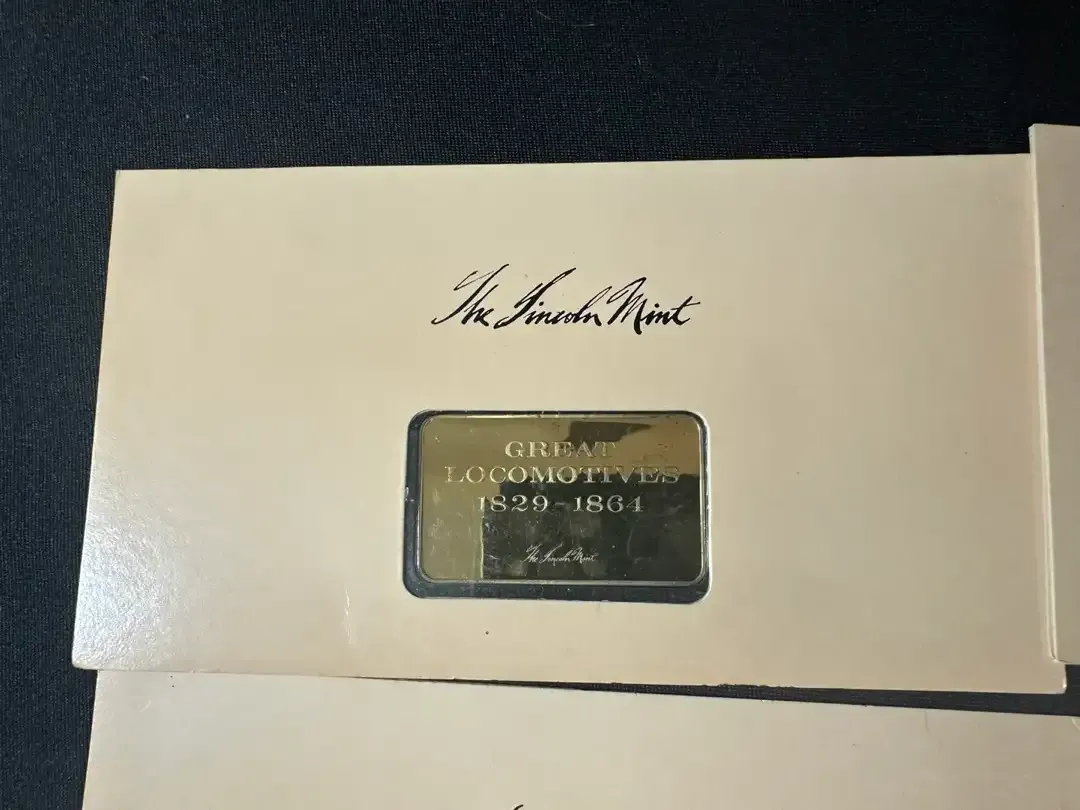 The Lincoln Mint
GREAT
LOCOMOTIVES
1829-1864
The Lincoln Mint